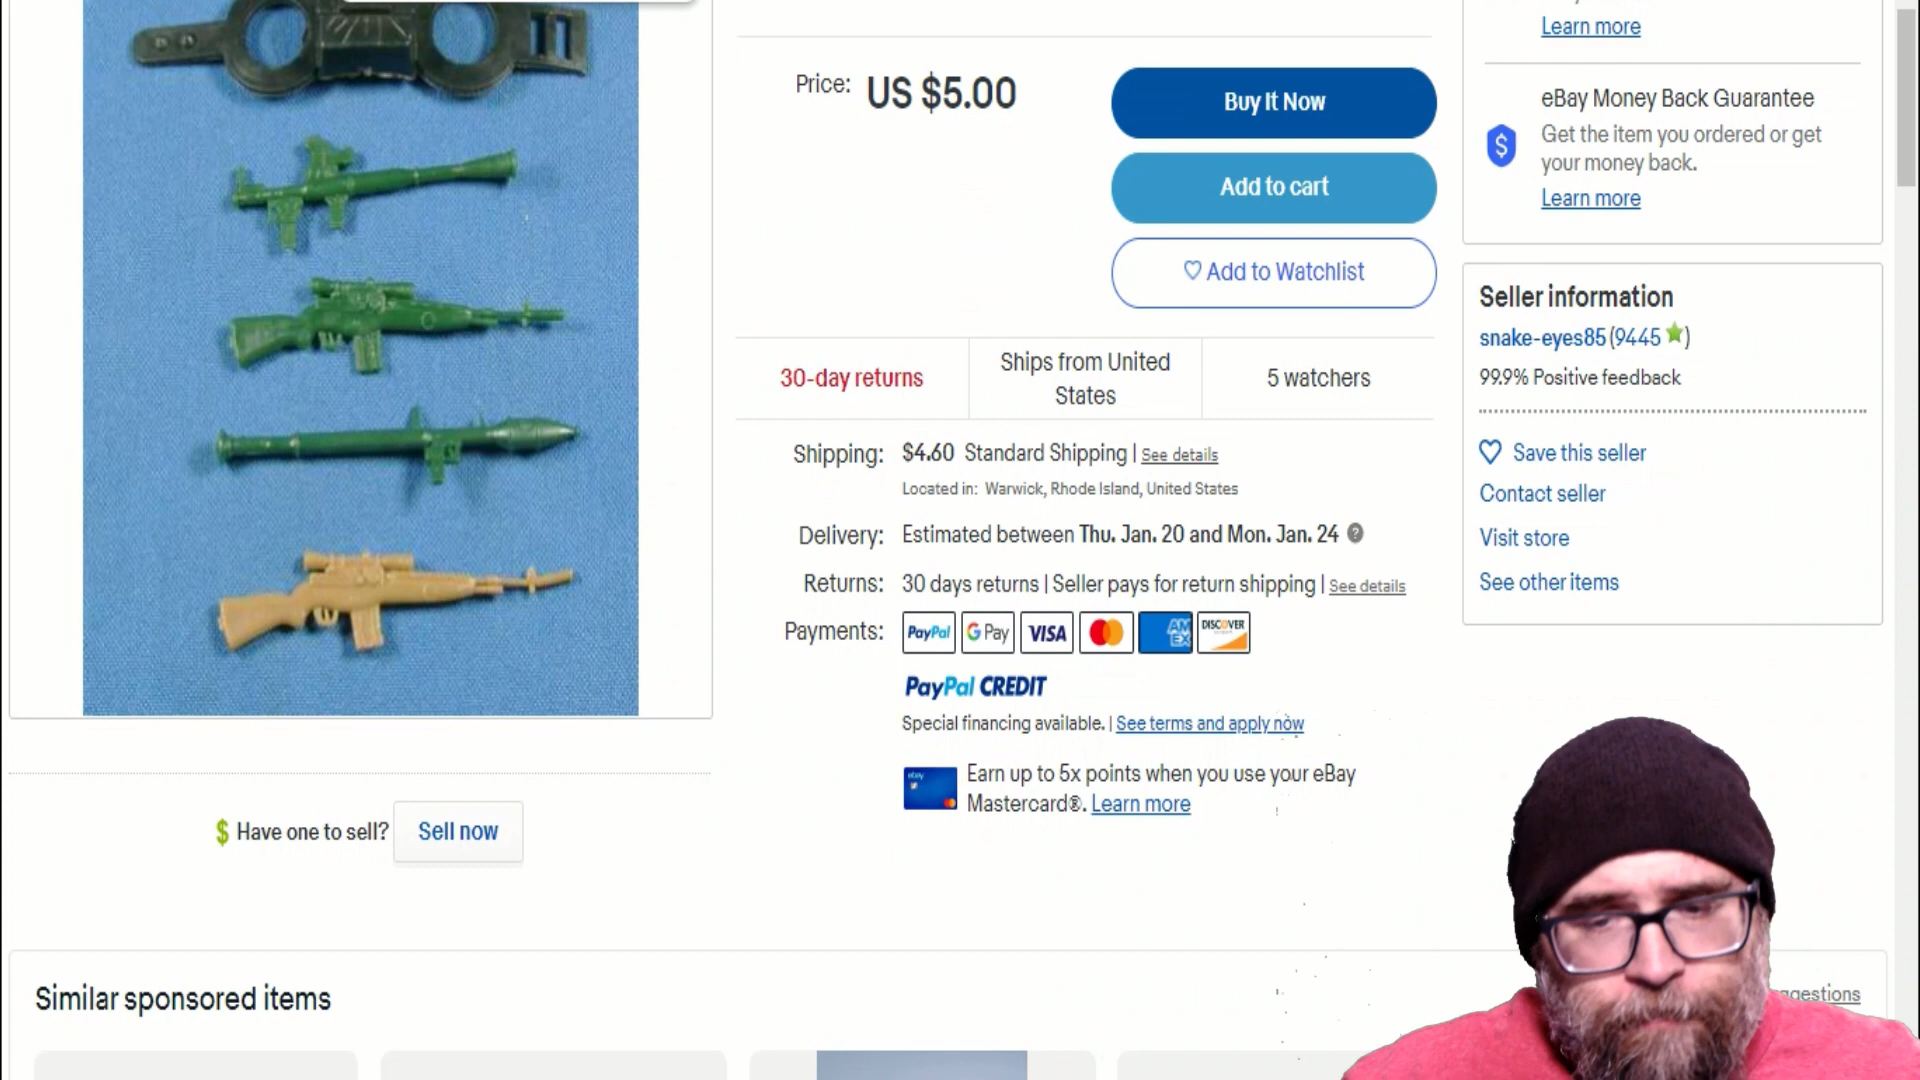 Learn more
Price: US $5.00
Buy It Now
Add to cart
Add to Watchlist
eBay Money Back Guarantee
Get the item you ordered or get
your money back.
Learn more
Seller information
snake-eyes85 (9445)
99.9% Positive feedback
Save this seller
Contact seller
Visit store
See other items
30-day returns
Ships from United
States
5 watchers
Shipping: $4.60 Standard Shipping | See details
Located in: Warwick, Rhode Island, United States
Delivery: Estimated between Thu. Jan. 20 and Mon. Jan. 24
Returns: 30 days returns | Seller pays for return shipping | See details
Payments: PayPal G Pay VISA AM EX DISCOVER
PayPal CREDIT
Special financing available. | See terms and apply now
ebay
Earn up to 5x points when you use your eBay
Mastercard®. Learn more
$ Have one to sell? Sell now
Similar sponsored items